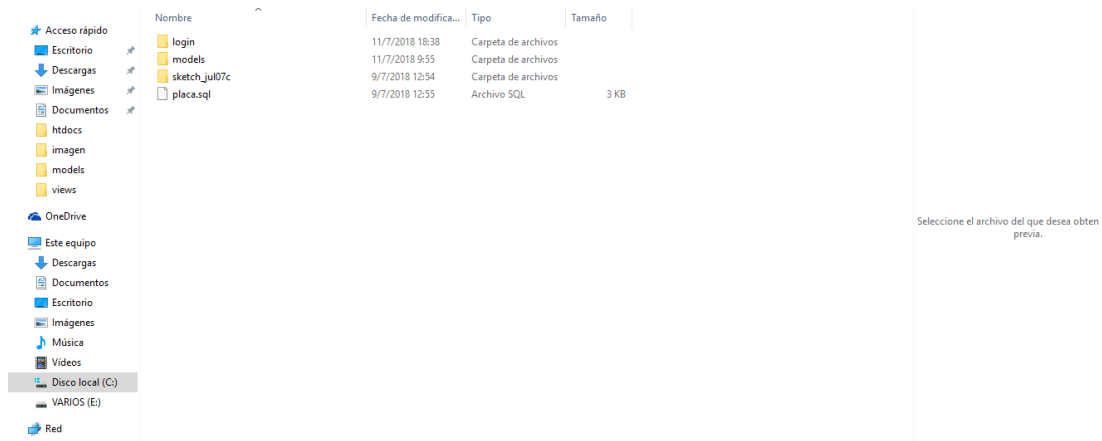 Nombre Fecha de modifica... Tipo Tamaño
login 11/7/2018 18:38 Carpeta de archivos
models 11/7/2018 9:55 Carpeta de archivos
sketch_jul07c 9/7/2018 12:54 Carpeta de archivos
placa.sql 9/7/2018 12:55 Archivo SQL 3 KB
Acceso rápido
Escritorio
Descargas
Imágenes
Documentos
htdocs
imagen
models
views
OneDrive
Este equipo
Descargas
Documentos
Escritorio
Imágenes
Música
Vídeos
Disco local (C:)
VARIOS (E:)
Red
Seleccione el archivo del que desea obten
previa.